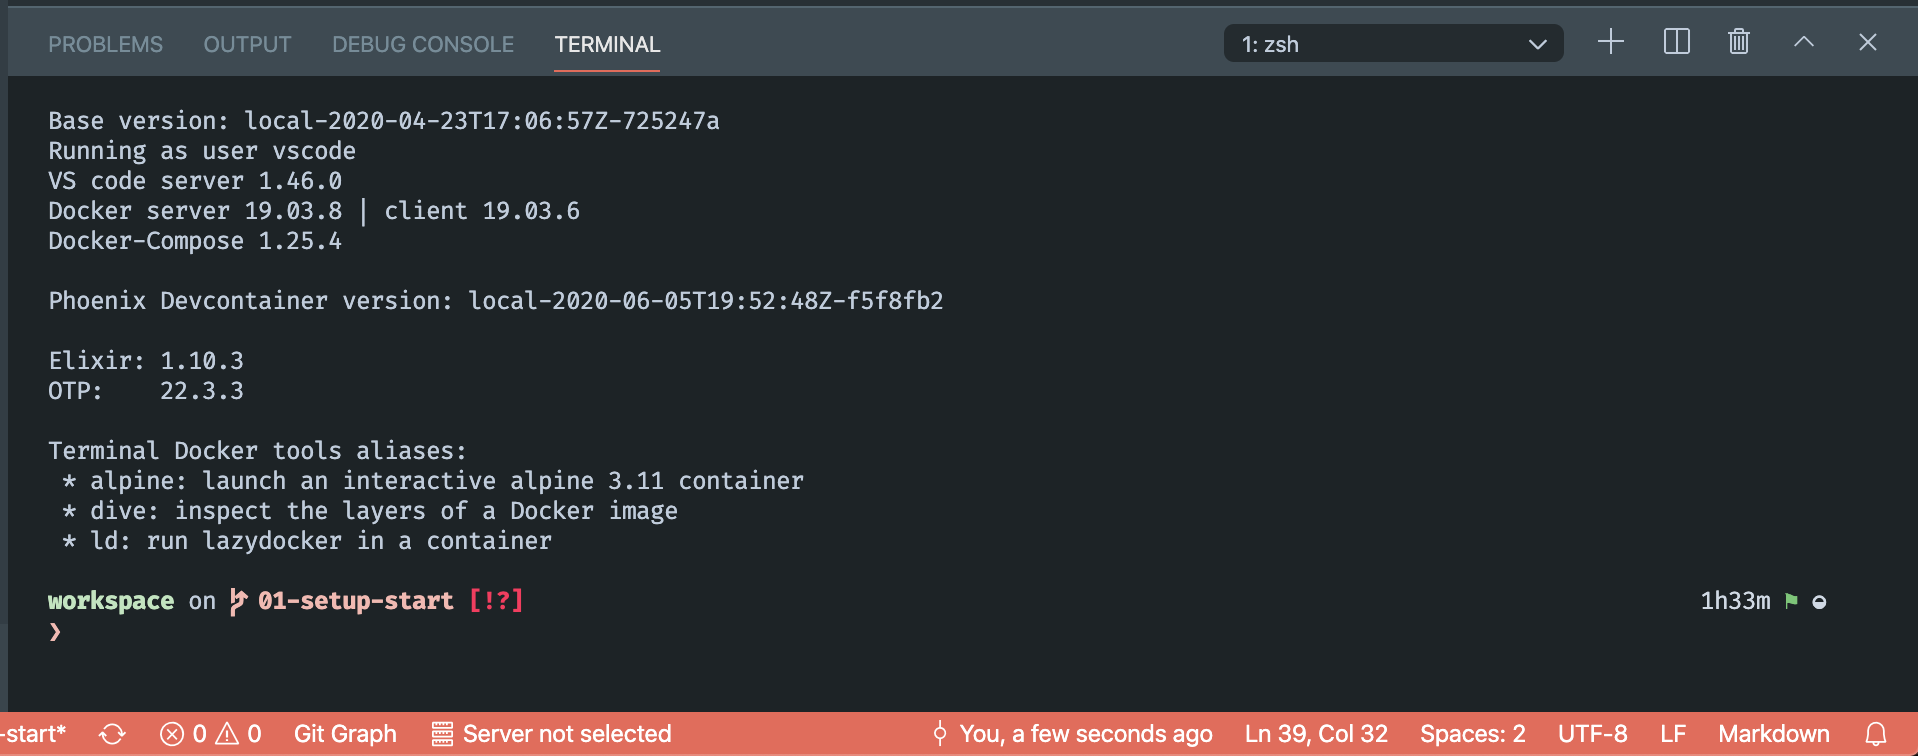 PROBLEMS OUTPUT DEBUG CONSOLE TERMINAL 1: zsh
Base version: local-2020-04-23T17:06:57Z-725247a
Running as user vscode
VS code server 1.46.0
Docker server 19.03.8 | client 19.03.6
Docker-Compose 1.25.4
Phoenix Devcontainer version: local-2020-06-05T19:52:48Z-f5f8fb2
Elixir: 1.10.3
OTP:    22.3.3
Terminal Docker tools aliases:
* alpine: launch an interactive alpine 3.11 container
* dive: inspect the layers of a Docker image
* ld: run lazydocker in a container
workspace on 01-setup-start [!?] 1h33m
❯
-start* 0 0 Git Graph Server not selected You, a few seconds ago Ln 39, Col 32 Spaces: 2 UTF-8 LF Markdown